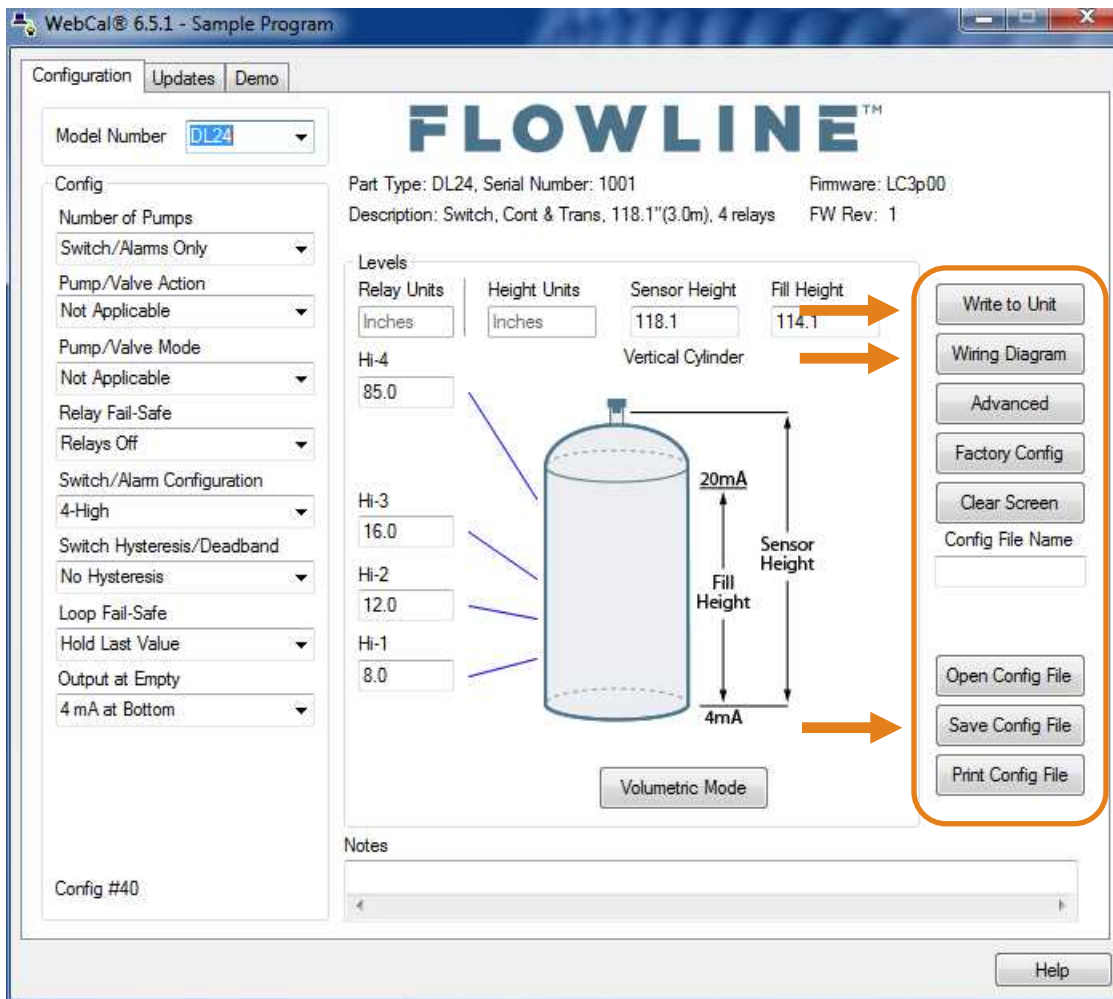 WebCal® 6.5.1 - Sample Program
Configuration Updates Demo
Model Number DL24
FLOWLINE™
Config
Number of Pumps
Switch/Alarms Only
Pump/Valve Action
Not Applicable
Pump/Valve Mode
Not Applicable
Relay Fail-Safe
Relays Off
Switch/Alarm Configuration
4-High
Switch Hysteresis/Deadband
No Hysteresis
Loop Fail-Safe
Hold Last Value
Output at Empty
4 mA at Bottom
Config #40
Part Type: DL24, Serial Number: 1001 Firmware: LC3p00
Description: Switch, Cont & Trans, 118.1"(3.0m), 4 relays FW Rev: 1
Levels
Relay Units Height Units Sensor Height Fill Height
Inches Inches 118.1 114.1
Vertical Cylinder
Hi-4
85.0
Hi-3
16.0
Hi-2
12.0
Hi-1
8.0
20mA
Sensor
Height
Fill
Height
4mA
Volumetric Mode
Notes
Write to Unit
Wiring Diagram
Advanced
Factory Config
Clear Screen
Config File Name
Open Config File
Save Config File
Print Config File
Help